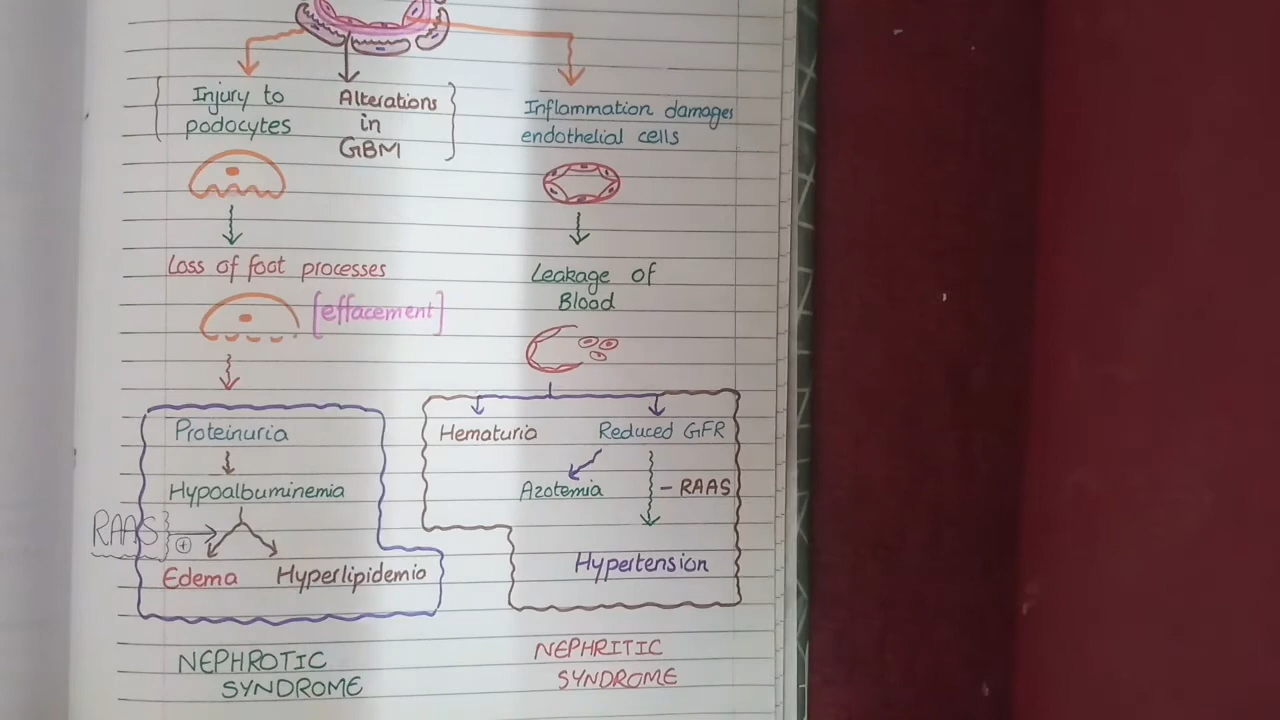 Injury to
podocytes
Alterations
in
GBM
Inflammation damages
endothelial cells
Loss of foot processes
[effacement]
Leakage of
Blood
Proteinuria
Hypoalbuminemia
RAAS
+
Edema
Hyperlipidemia
Hematuria
Reduced GFR
Azotemia
- RAAS
Hypertension
NEPHROTIC
SYNDROME
NEPHRITIC
SYNDROME